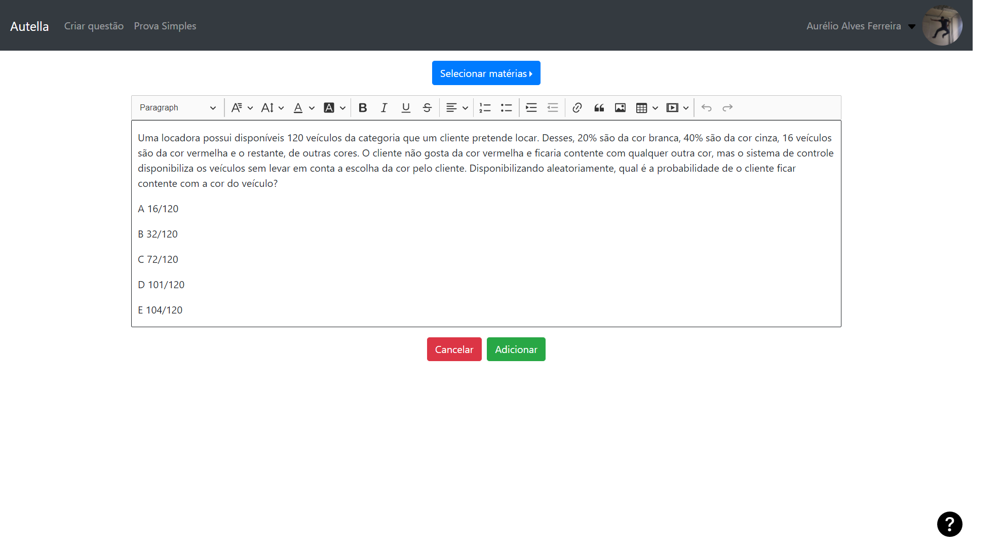 Autella Criar questão Prova Simples Aurélio Alves Ferreira
Selecionar matérias
Paragraph
Uma locadora possui disponíveis 120 veículos da categoria que um cliente pretende locar. Desses, 20% são da cor branca, 40% são da cor cinza, 16 veículos
são da cor vermelha e o restante, de outras cores. O cliente não gosta da cor vermelha e ficaria contente com qualquer outra cor, mas o sistema de controle
disponibiliza os veículos sem levar em conta a escolha da cor pelo cliente. Disponibilizando aleatoriamente, qual é a probabilidade de o cliente ficar
contente com a cor do veículo?
A 16/120
B 32/120
C 72/120
D 101/120
E 104/120
Cancelar Adicionar
?